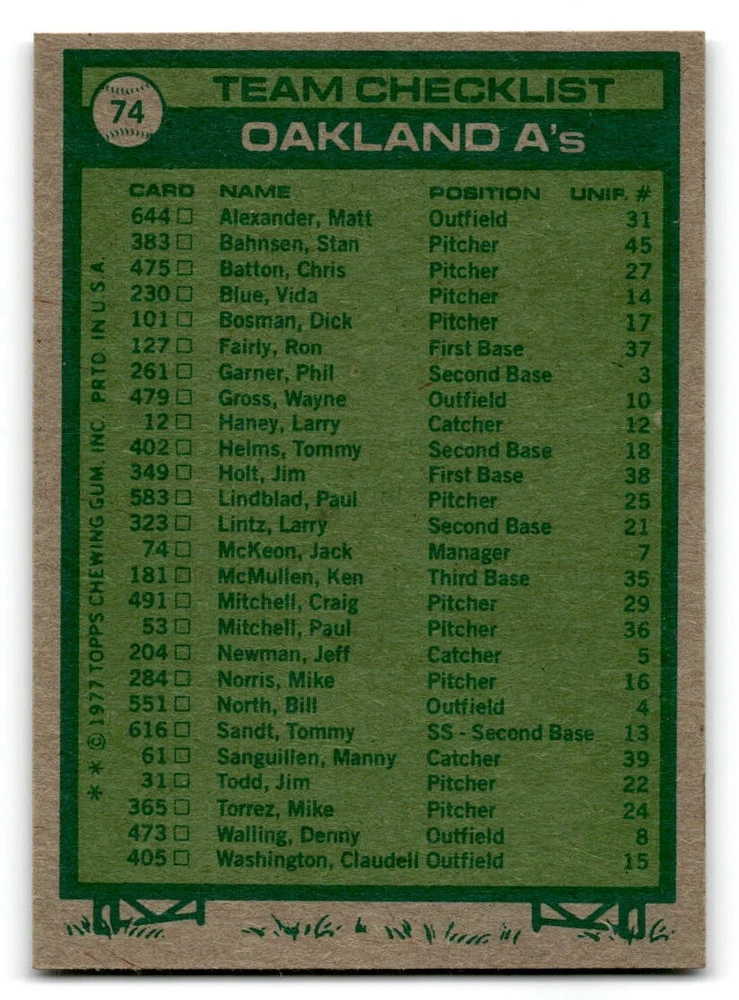 74
TEAM CHECKLIST
OAKLAND A's
CARD NAME POSITION UNIF. #
644 □ Alexander, Matt Outfield 31
383 □ Bahnsen, Stan Pitcher 45
475 □ Batton, Chris Pitcher 27
230 □ Blue, Vida Pitcher 14
101 □ Bosman, Dick Pitcher 17
127 □ Fairly, Ron First Base 37
261 □ Garner, Phil Second Base 3
479 □ Gross, Wayne Outfield 10
12 □ Haney, Larry Catcher 12
402 □ Helms, Tommy Second Base 18
349 □ Holt, Jim First Base 38
583 □ Lindblad, Paul Pitcher 25
323 □ Lintz, Larry Second Base 21
74 □ McKeon, Jack Manager 7
181 □ McMullen, Ken Third Base 35
491 □ Mitchell, Craig Pitcher 29
53 □ Mitchell, Paul Pitcher 36
204 □ Newman, Jeff Catcher 5
284 □ Norris, Mike Pitcher 16
551 □ North, Bill Outfield 4
616 □ Sandt, Tommy SS - Second Base 13
61 □ Sanguillen, Manny Catcher 39
31 □ Todd, Jim Pitcher 22
365 □ Torrez, Mike Pitcher 24
473 □ Walling, Denny Outfield 8
405 □ Washington, Claudell Outfield 15
* * © 1977 TOPPS CHEWING GUM, INC. PRTD. IN U.S.A.